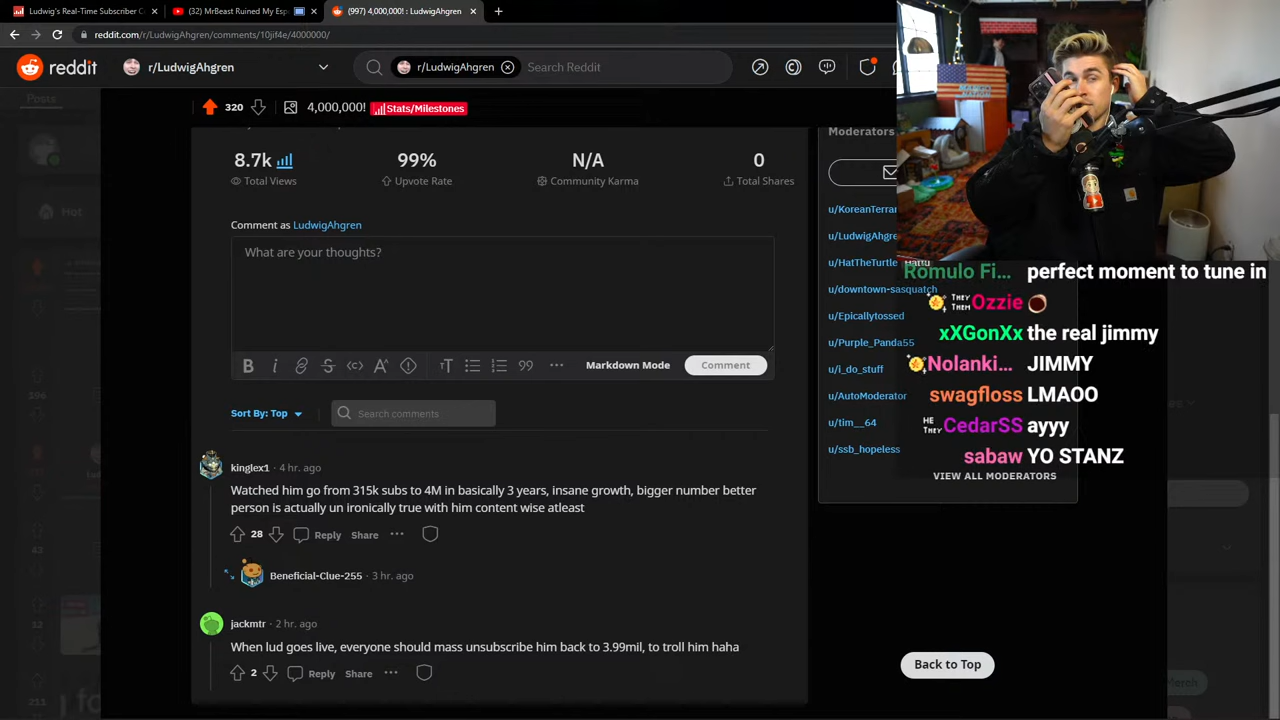 Ludwig's Real-Time Subscriber C
(32) MrBeast Ruined My Esp
(997) 4,000,000! : LudwigAhgren
reddit.com/r/LudwigAhgren/comments/10jif4g/4000000/
reddit
r/LudwigAhgren
r/LudwigAhgren
Search Reddit
Posts
320
4,000,000!
Stats/Milestones
8.7k
Total Views
99%
Upvote Rate
N/A
Community Karma
0
Total Shares
Comment as LudwigAhgren
What are your thoughts?
Markdown Mode
Comment
Sort By: Top
Search comments
kinglex1 · 4 hr. ago
Watched him go from 315k subs to 4M in basically 3 years, insane growth, bigger number better
person is actually un ironically true with him content wise atleast
28
Reply
Share
Beneficial-Clue-255 · 3 hr. ago
jackmtr · 2 hr. ago
When lud goes live, everyone should mass unsubscribe him back to 3.99mil, to troll him haha
2
Reply
Share
Moderators
u/KoreanTerran
u/LudwigAhgre
u/HatTheTurtle
u/downtown-sasquatch
u/Epicallytossed
u/Purple_Panda55
u/i_do_stuff
u/AutoModerator
u/tim__64
u/ssb_hopeless
VIEW ALL MODERATORS
Back to Top
Romulo Fi... perfect moment to tune in
THEY THEM Ozzie
xXGonXx the real jimmy
Nolanki... JIMMY
swagfloss LMAOO
HE THEY CedarSS ayyy
sabaw YO STANZ
Hot